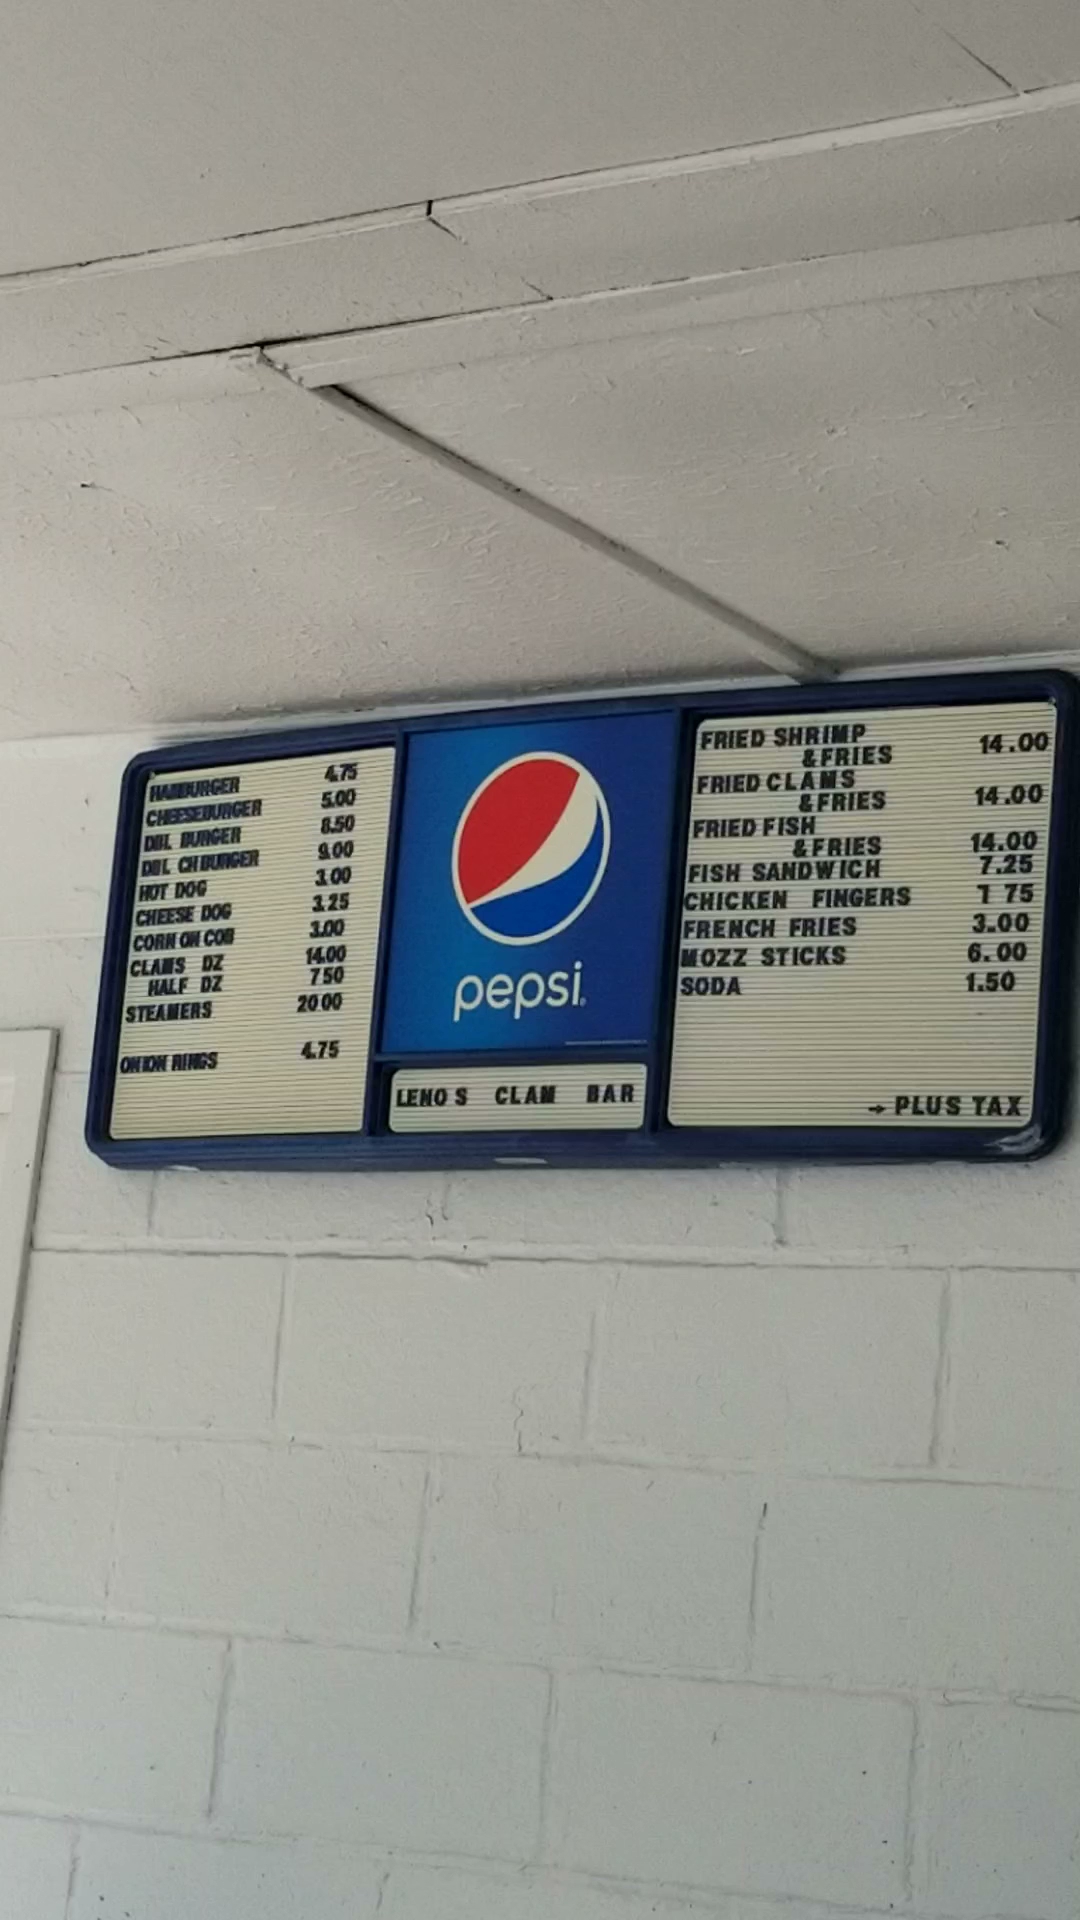 HAMBURGER 4.75
CHEESEBURGER 5.00
DBL BURGER 8.50
DBL CH BURGER 9.00
HOT DOG 3.00
CHEESE DOG 3.25
CORN ON COB 3.00
CLAMS DZ 14.00
HALF DZ 7 50
STEAMERS 20 00
ONION RINGS 4.75
pepsi
LENO S CLAM BAR
FRIED SHRIMP
&FRIES 14.00
FRIED CLAMS
&FRIES 14.00
FRIED FISH
&FRIES 14.00
FISH SANDWICH 7.25
CHICKEN FINGERS 7 75
FRENCH FRIES 3.00
MOZZ STICKS 6.00
SODA 1.50
→ PLUS TAX